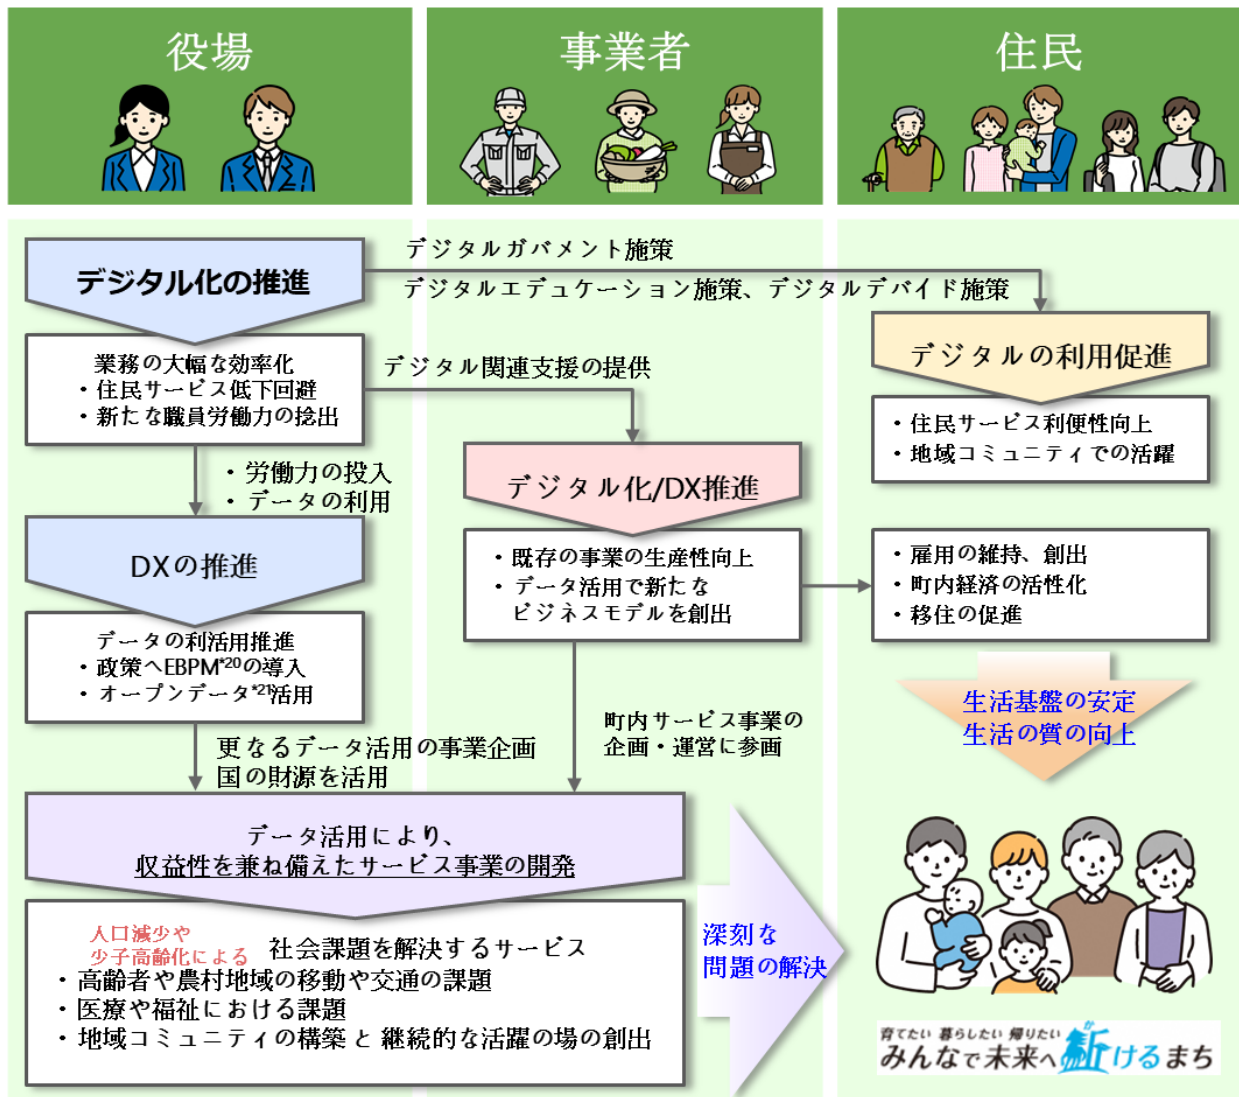 役場
事業者
住民
デジタル化の推進
デジタルガバメント施策
デジタルエデュケーション施策、デジタルデバイド施策
業務の大幅な効率化
・住民サービス低下回避
・新たな職員労働力の捻出
デジタル関連支援の提供
デジタルの利用促進
・住民サービス利便性向上
・地域コミュニティでの活躍
・労働力の投入
・データの利用
デジタル化/DX推進
DXの推進
・既存の事業の生産性向上
・データ活用で新たな
ビジネスモデルを創出
・雇用の維持、創出
・町内経済の活性化
・移住の促進
データの利活用推進
・政策へEBPM*20の導入
・オープンデータ*21活用
生活基盤の安定
生活の質の向上
更なるデータ活用の事業企画
国の財源を活用
町内サービス事業の
企画・運営に参画
データ活用により、
収益性を兼ね備えたサービス事業の開発
人口減少や
少子高齢化による
社会課題を解決するサービス
・高齢者や農村地域の移動や交通の課題
・医療や福祉における課題
・地域コミュニティの構築と継続的な活躍の場の創出
深刻な
問題の解決
育てたい 暮らしたい 帰りたい
みんなで未来へ
けるまち